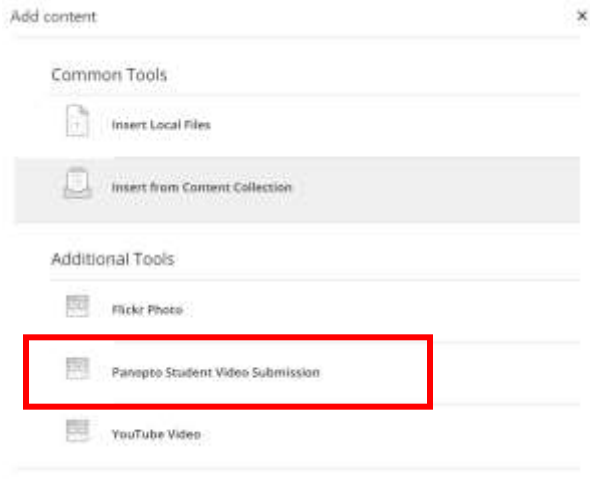 Add content
Common Tools
Insert Local Files
Insert from Content Collection
Additional Tools
Flickr Photo
Panopto Student Video Submission
YouTube Video